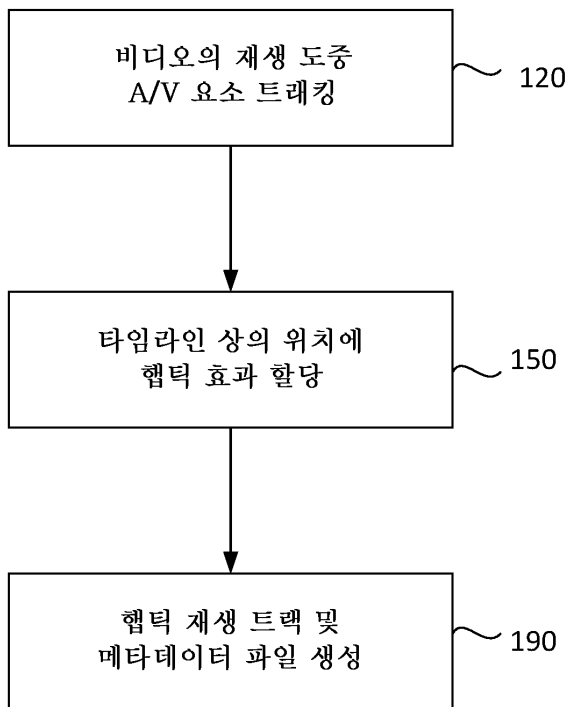 비디오의 재생 도중
A/V 요소 트래킹
120
타임라인 상의 위치에
햅틱 효과 할당
150
햅틱 재생 트랙 및
메타데이터 파일 생성
190